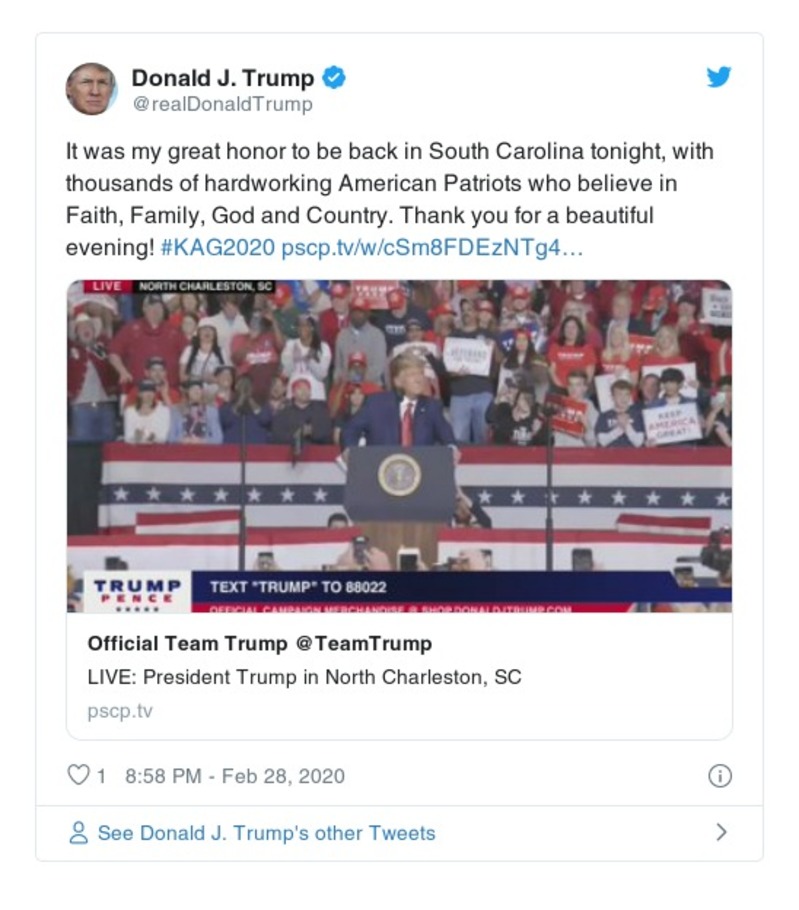 Donald J. Trump
@realDonaldTrump
It was my great honor to be back in South Carolina tonight, with
thousands of hardworking American Patriots who believe in
Faith, Family, God and Country. Thank you for a beautiful
evening! #KAG2020 pscp.tv/w/cSm8FDEzNTg4…
LIVE NORTH CHARLESTON, SC
TRUMP
KEEP
AMERICA
GREAT!
TRUMP
PENCE
TEXT "TRUMP" TO 88022
OFFICIAL CAMPAIGN MERCHANDISE @ SHOP.DONALDJTRUMP.COM
Official Team Trump @TeamTrump
LIVE: President Trump in North Charleston, SC
pscp.tv
1 8:58 PM - Feb 28, 2020
See Donald J. Trump's other Tweets